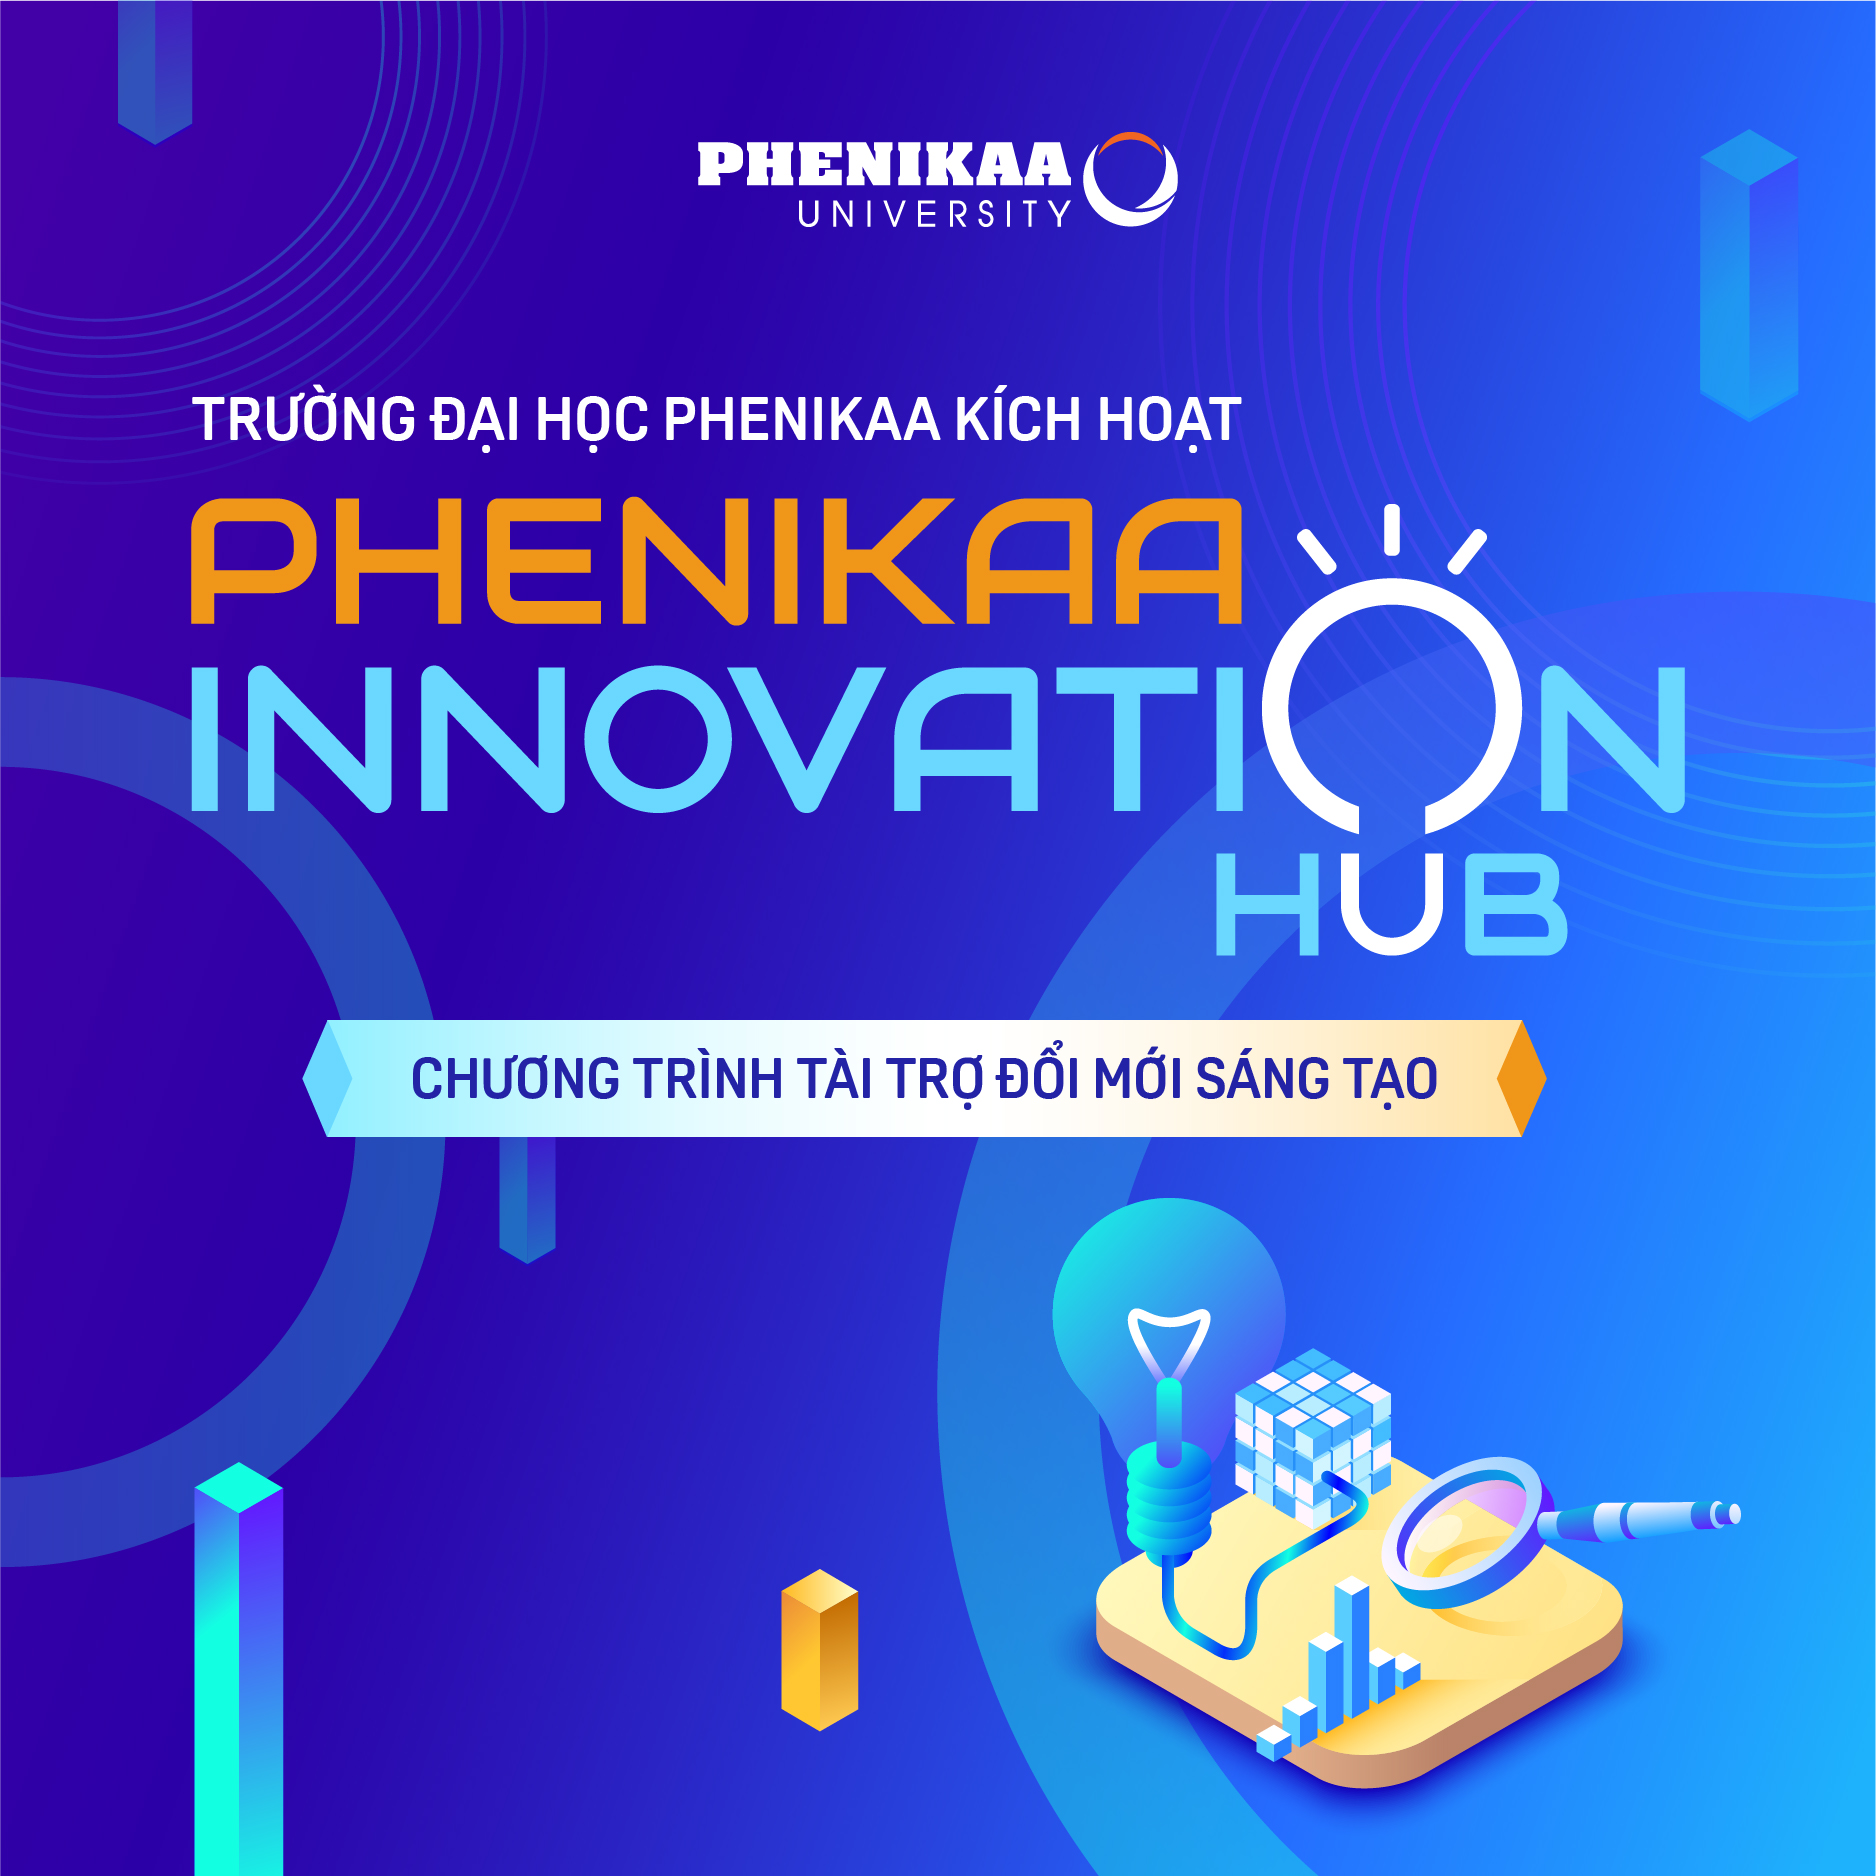 PHENIKAA
UNIVERSITY
TRƯỜNG ĐẠI HỌC PHENIKAA KÍCH HOẠT
PHENIKAA
INNOVATION
HUB
CHƯƠNG TRÌNH TÀI TRỢ ĐỔI MỚI SÁNG TẠO